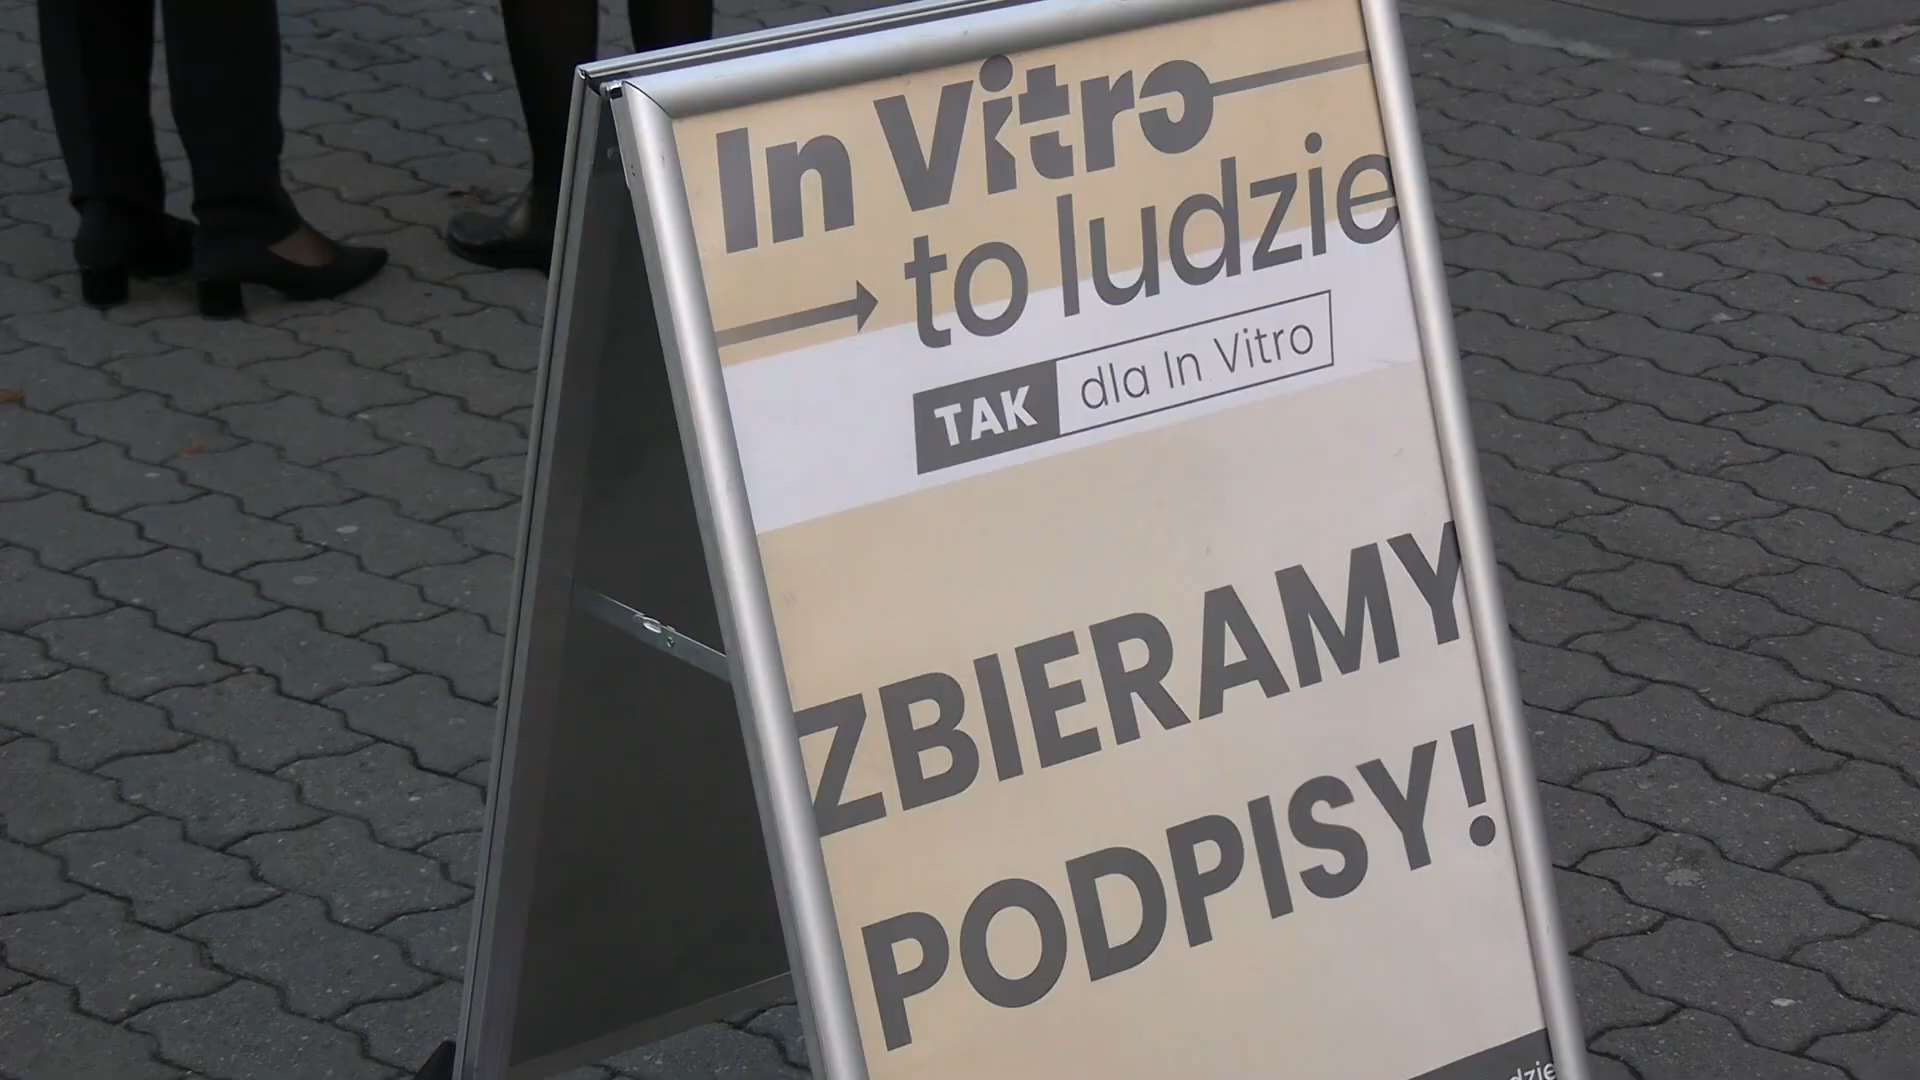 In Vitro
to ludzie
TAK dla In Vitro
ZBIERAMY
PODPISY!